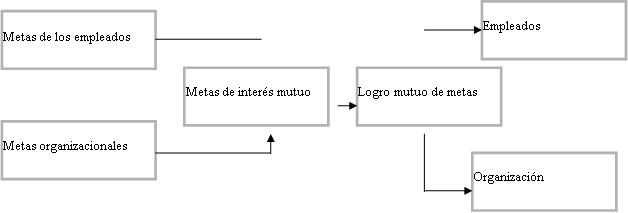 Metas de los empleados
Empleados
Metas de interés mutuo
Logro mutuo de metas
Metas organizacionales
Organización